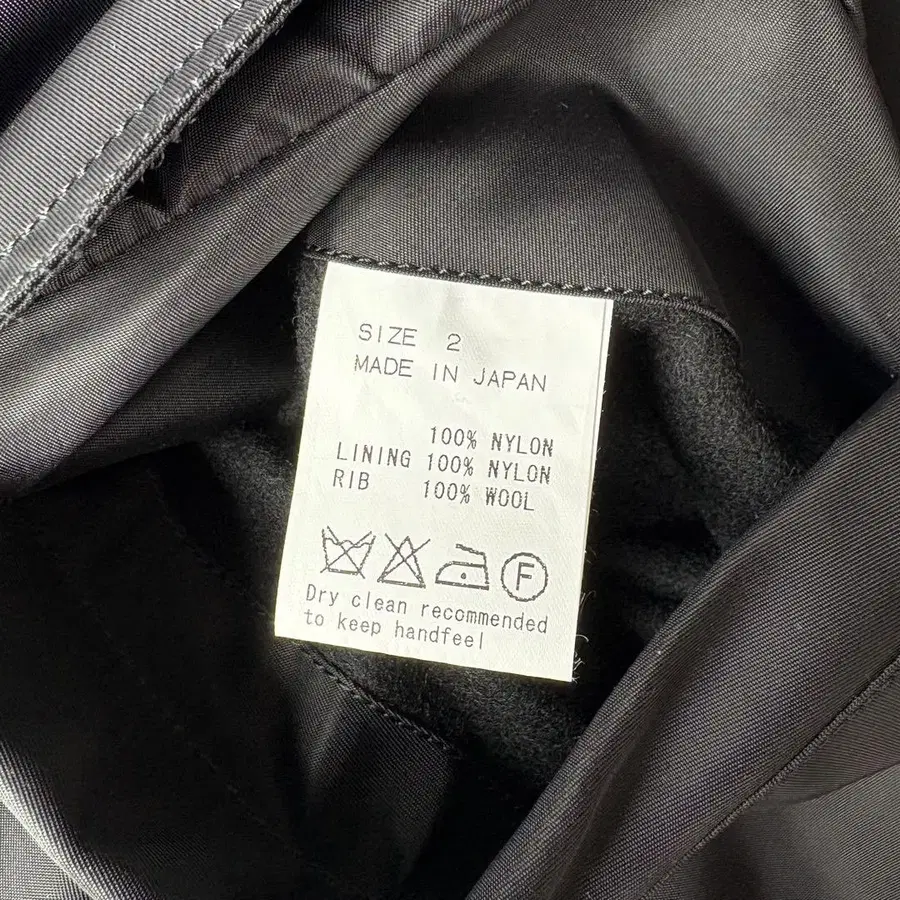 SIZE 2
MADE IN JAPAN
100% NYLON
LINING 100% NYLON
RIB 100% WOOL
F
Dry clean recommended
to keep handfeel